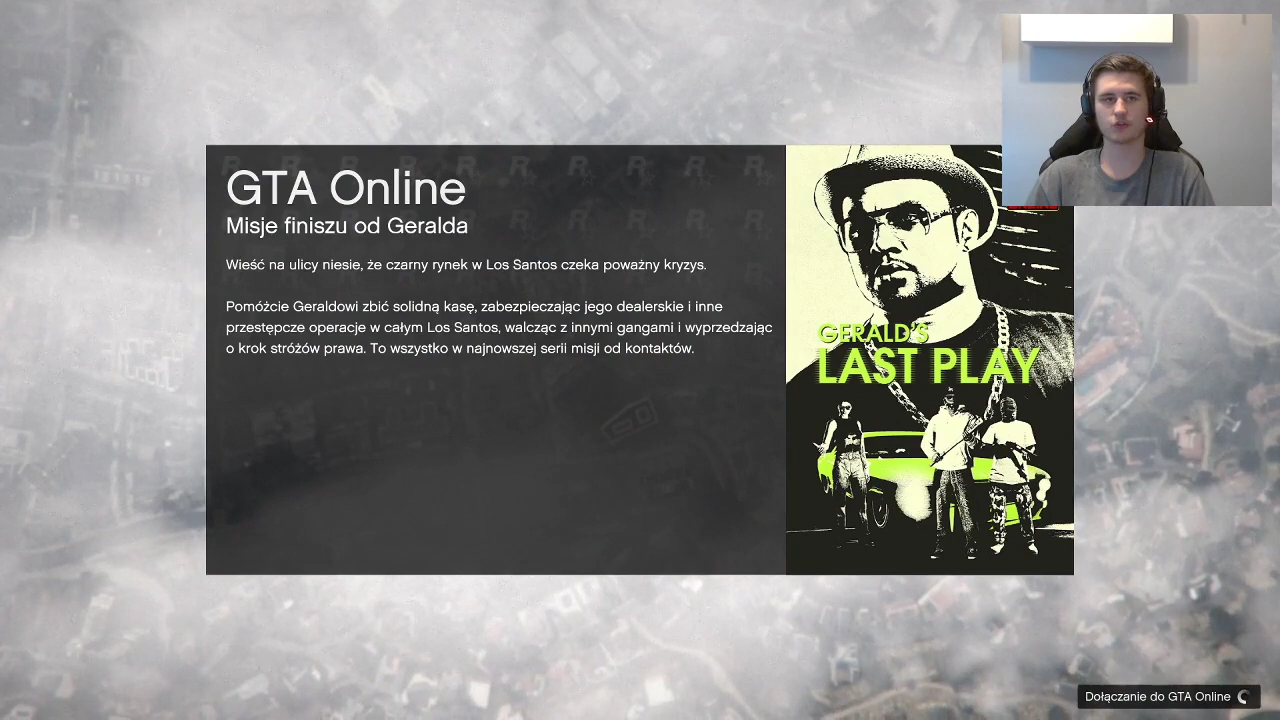 GTA Online
Misje finiszu od Geralda
Wieść na ulicy niesie, że czarny rynek w Los Santos czeka poważny kryzys.
Pomóżcie Geraldowi zbić solidną kasę, zabezpieczając jego dealerskie i inne
przestępcze operacje w całym Los Santos, walcząc z innymi gangami i wyprzedzając
o krok stróżów prawa. To wszystko w najnowszej serii misji od kontaktów.
GERALD'S
LAST PLAY
Dołączanie do GTA Online